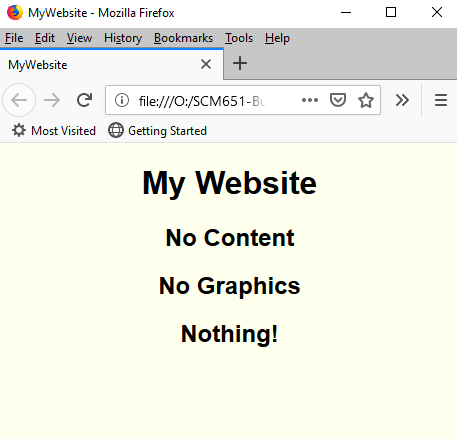 MyWebsite - Mozilla Firefox
File Edit View History Bookmarks Tools Help
MyWebsite
file:///O:/SCM651-Bu
Most Visited Getting Started
My Website
No Content
No Graphics
Nothing!